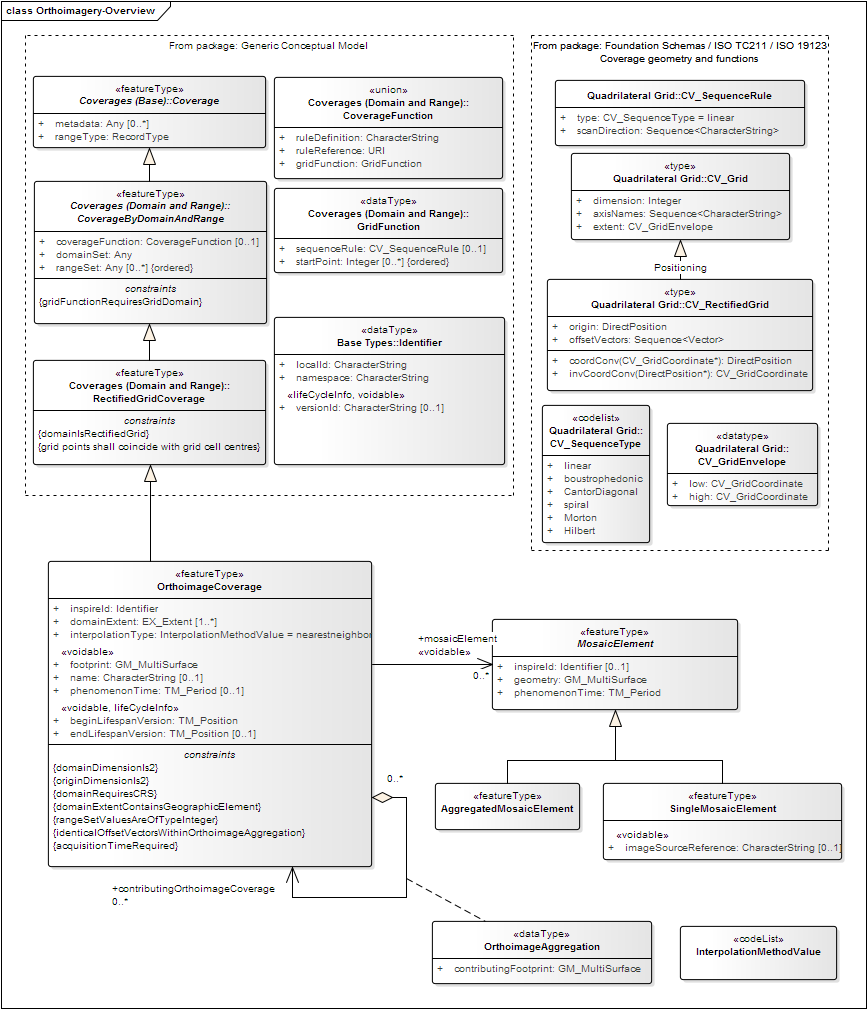 class Orthoimagery-Overview
From package: Generic Conceptual Model
«featureType»
Coverages (Base)::Coverage
+ metadata: Any [0..*]
+ rangeType: RecordType
«union»
Coverages (Domain and Range)::
CoverageFunction
+ ruleDefinition: CharacterString
+ ruleReference: URI
+ gridFunction: GridFunction
«featureType»
Coverages (Domain and Range)::
CoverageByDomainAndRange
+ coverageFunction: CoverageFunction [0..1]
+ domainSet: Any
+ rangeSet: Any [0..*] {ordered}
constraints
{gridFunctionRequiresGridDomain}
«dataType»
Coverages (Domain and Range)::
GridFunction
+ sequenceRule: CV_SequenceRule [0..1]
+ startPoint: Integer [0..*] {ordered}
«dataType»
Base Types::Identifier
+ localId: CharacterString
+ namespace: CharacterString
«lifeCycleInfo, voidable»
+ versionId: CharacterString [0..1]
«featureType»
Coverages (Domain and Range)::
RectifiedGridCoverage
constraints
{domainIsRectifiedGrid}
{grid points shall coincide with grid cell centres}
From package: Foundation Schemas / ISO TC211 / ISO 19123
Coverage geometry and functions
Quadrilateral Grid::CV_SequenceRule
+ type: CV_SequenceType = linear
+ scanDirection: Sequence<CharacterString>
«type»
Quadrilateral Grid::CV_Grid
+ dimension: Integer
+ axisNames: Sequence<CharacterString>
+ extent: CV_GridEnvelope
Positioning
«type»
Quadrilateral Grid::CV_RectifiedGrid
+ origin: DirectPosition
+ offsetVectors: Sequence<Vector>
+ coordConv(CV_GridCoordinate*): DirectPosition
+ invCoordConv(DirectPosition*): CV_GridCoordinate
«codelist»
Quadrilateral Grid::
CV_SequenceType
+ linear
+ boustrophedonic
+ CantorDiagonal
+ spiral
+ Morton
+ Hilbert
«datatype»
Quadrilateral Grid::
CV_GridEnvelope
+ low: CV_GridCoordinate
+ high: CV_GridCoordinate
«featureType»
OrthoimageCoverage
+ inspireId: Identifier
+ domainExtent: EX_Extent [1..*]
+ interpolationType: InterpolationMethodValue = nearestneighbor
«voidable»
+ footprint: GM_MultiSurface
+ name: CharacterString [0..1]
+ phenomenonTime: TM_Period [0..1]
«voidable, lifeCycleInfo»
+ beginLifespanVersion: TM_Position
+ endLifespanVersion: TM_Position [0..1]
constraints
{domainDimensionIs2}
{originDimensionIs2}
{domainRequiresCRS}
{domainExtentContainsGeographicElement}
{rangeSetValuesAreOfTypeInteger}
{identicalOffsetVectorsWithinOrthoimageAggregation}
{acquisitionTimeRequired}
+mosaicElement
«voidable»
0..*
«featureType»
MosaicElement
+ inspireId: Identifier [0..1]
+ geometry: GM_MultiSurface
+ phenomenonTime: TM_Period
0..*
+contributingOrthoimageCoverage
0..*
«featureType»
AggregatedMosaicElement
«featureType»
SingleMosaicElement
«voidable»
+ imageSourceReference: CharacterString [0..1]
«dataType»
OrthoimageAggregation
+ contributingFootprint: GM_MultiSurface
«codeList»
InterpolationMethodValue